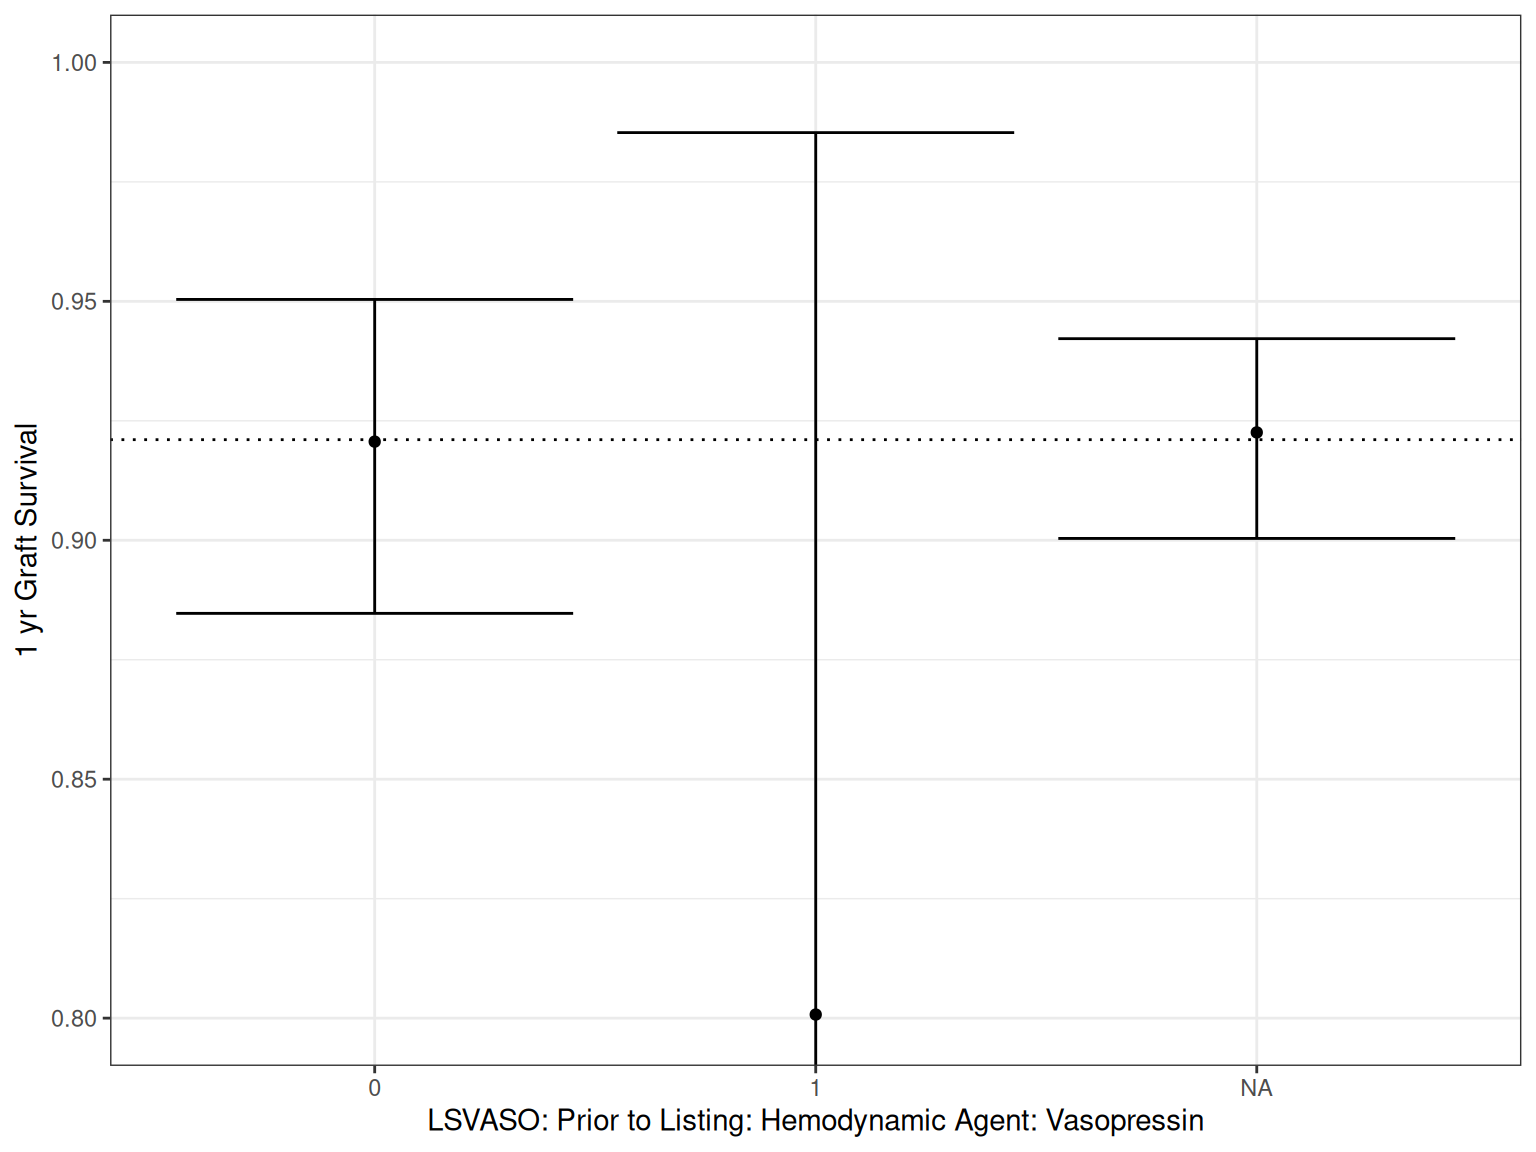 1.00
0.95
0.90
0.85
0.80
1 yr Graft Survival
0 1 NA
LSVASO: Prior to Listing: Hemodynamic Agent: Vasopressin